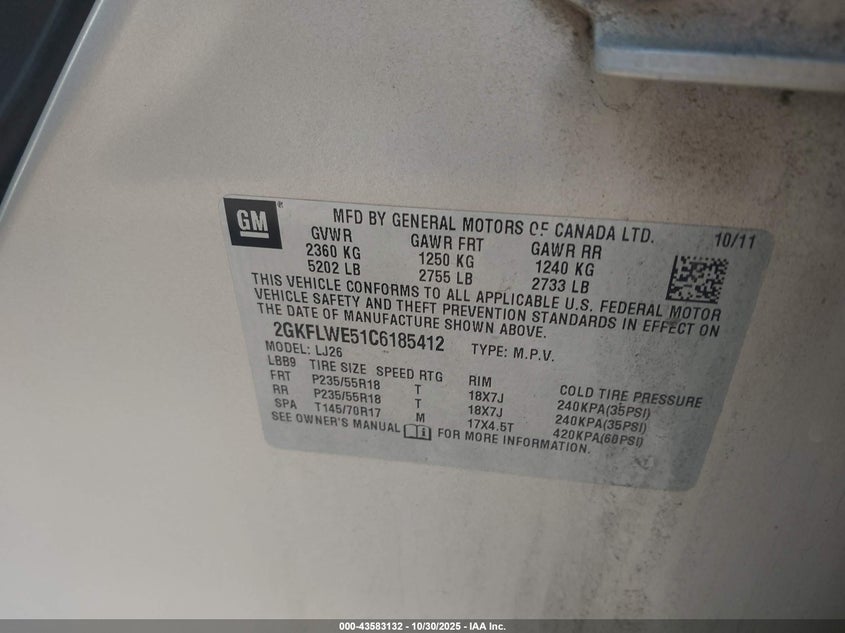 GM
MFD BY GENERAL MOTORS OF CANADA LTD. 10/11
GVWR GAWR FRT GAWR RR
2360 KG 1250 KG 1240 KG
5202 LB 2755 LB 2733 LB
THIS VEHICLE CONFORMS TO ALL APPLICABLE U.S. FEDERAL MOTOR
VEHICLE SAFETY AND THEFT PREVENTION STANDARDS IN EFFECT ON
THE DATE OF MANUFACTURE SHOWN ABOVE.
2GKFLWE51C6185412 TYPE: M.P.V.
MODEL: LJ26
LBB9 TIRE SIZE SPEED RTG RIM COLD TIRE PRESSURE
FRT P235/55R18 T 18X7J 240KPA(35PSI)
RR P235/55R18 T 18X7J 240KPA(35PSI)
SPA T145/70R17 M 17X4.5T 420KPA(60PSI)
SEE OWNER'S MANUAL FOR MORE INFORMATION.
000-43583132 - 10/30/2025 - IAA Inc.